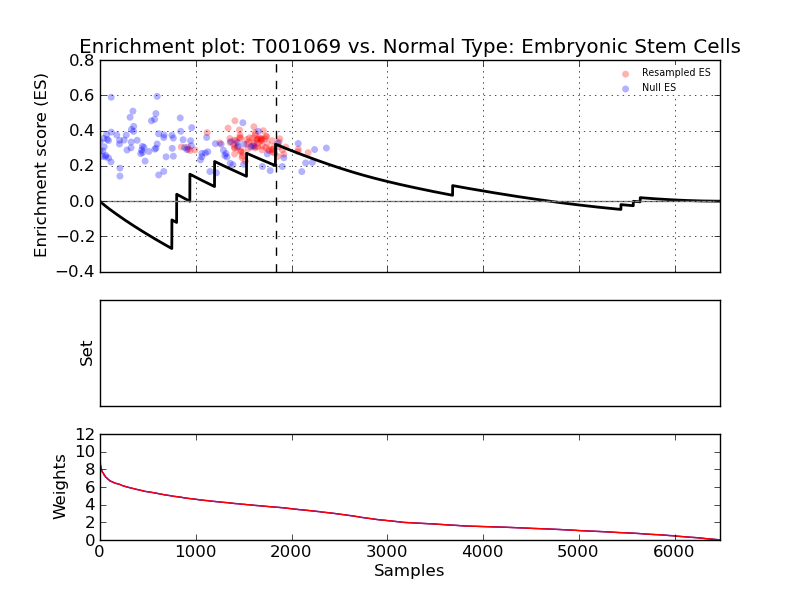 Enrichment plot: T001069 vs. Normal Type: Embryonic Stem Cells
Enrichment score (ES)
0.8
0.6
0.4
0.2
0.0
−0.2
−0.4
Resampled ES
Null ES
Set
Weights
12
10
8
6
4
2
0
0 1000 2000 3000 4000 5000 6000
Samples